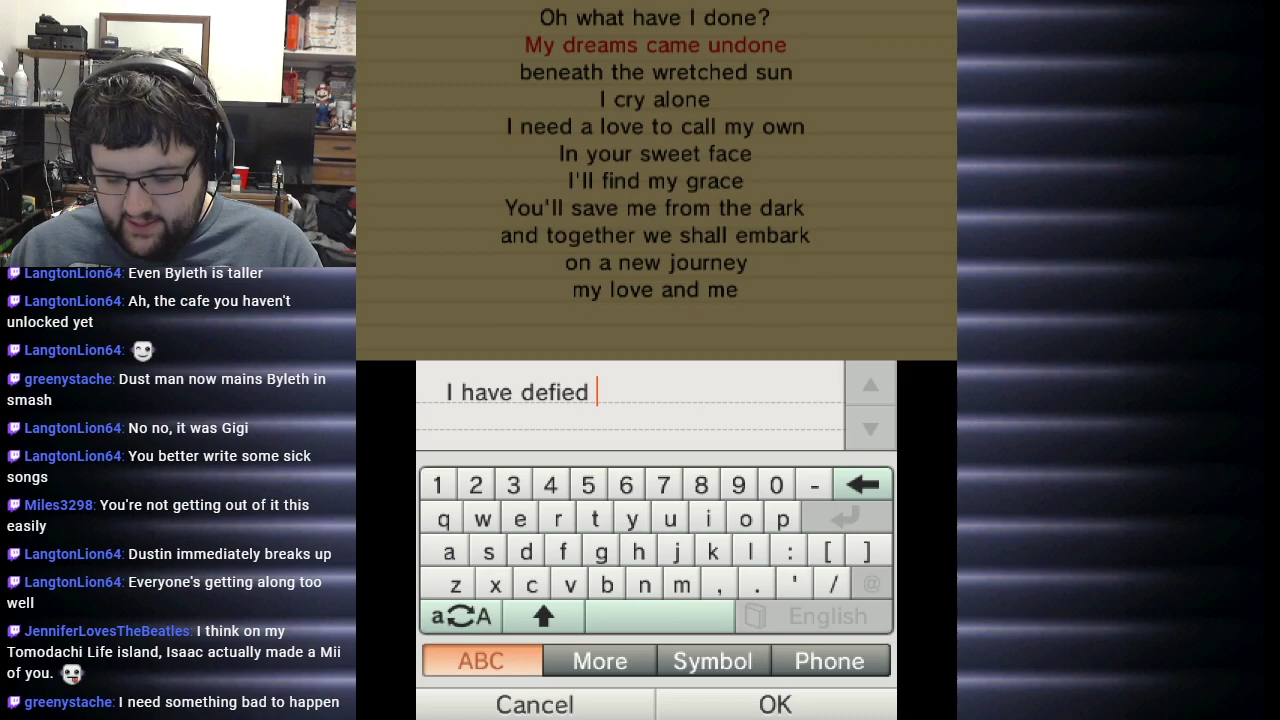 Oh what have I done?
My dreams came undone
beneath the wretched sun
I cry alone
I need a love to call my own
In your sweet face
I'll find my grace
You'll save me from the dark
and together we shall embark
on a new journey
my love and me
LangtonLion64: Even Byleth is taller
LangtonLion64: Ah, the cafe you haven't
unlocked yet
LangtonLion64:
greenystache: Dust man now mains Byleth in
smash
LangtonLion64: No no, it was Gigi
LangtonLion64: You better write some sick
songs
Miles3298: You're not getting out of it this
easily
LangtonLion64: Dustin immediately breaks up
LangtonLion64: Everyone's getting along too
well
JenniferLovesTheBeatles: I think on my
Tomodachi Life island, Isaac actually made a Mii
of you.
greenystache: I need something bad to happen
I have defied
1 2 3 4 5 6 7 8 9 0 -
q w e r t y u i o p
a s d f g h j k l : [ ]
z x c v b n m , . ' / @
a A English
ABC More Symbol Phone
Cancel OK